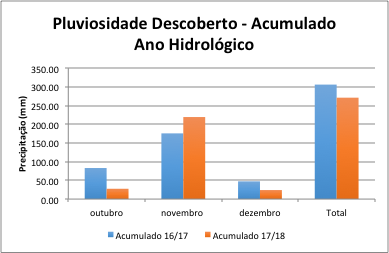 Pluviosidade Descoberto - Acumulado
Ano Hidrológico
Precipitação (mm)
350.00
300.00
250.00
200.00
150.00
100.00
50.00
0.00
outubro novembro dezembro Total
Acumulado 16/17 Acumulado 17/18